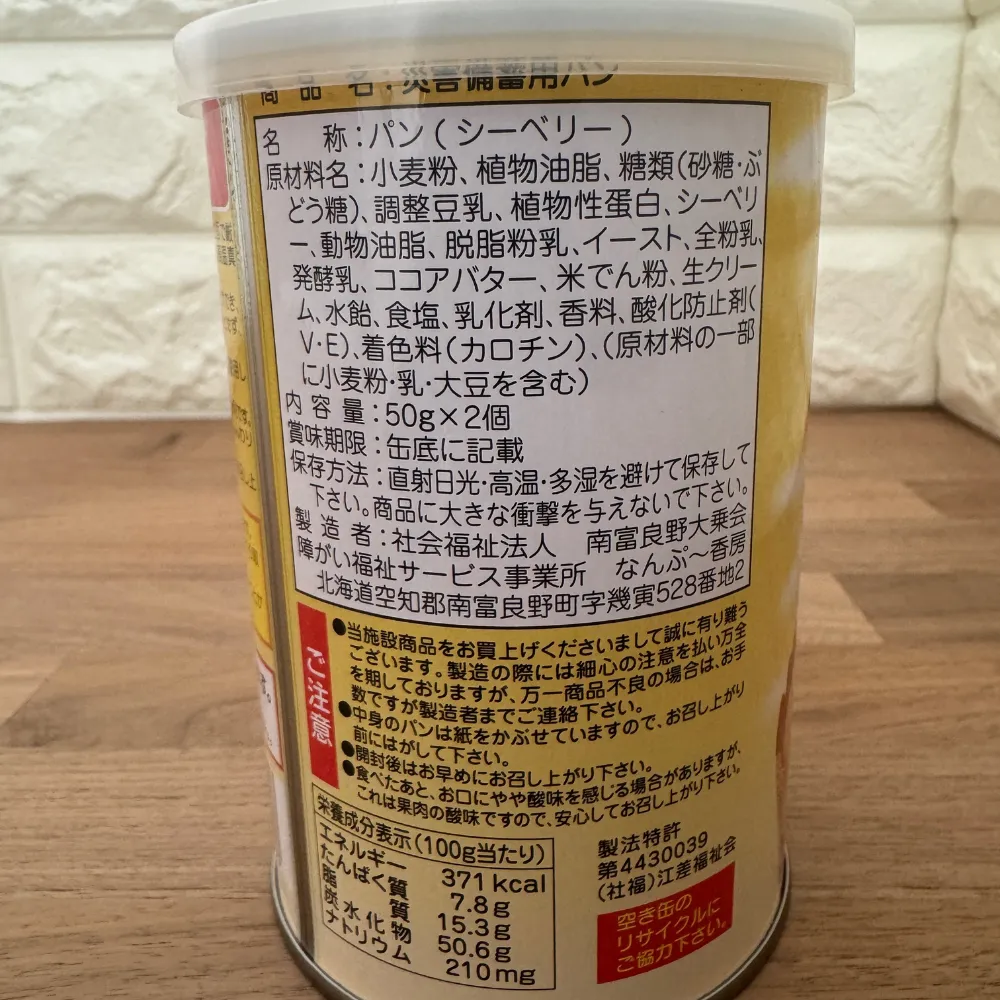 商品名：災害備蓄用パン
名　称：パン(シーベリー)
原材料名：小麦粉、植物油脂、糖類(砂糖・ぶ
どう糖)、調整豆乳、植物性蛋白、シーベリ
ー、動物油脂、脱脂粉乳、イースト、全粉乳、
発酵乳、ココアバター、米でん粉、生クリー
ム、水飴、食塩、乳化剤、香料、酸化防止剤(
V・E)、着色料(カロチン)、(原材料の一部
に小麦粉・乳・大豆を含む)
内容量：50g×2個
賞味期限：缶底に記載
保存方法：直射日光・高温・多湿を避けて保存して
下さい。商品に大きな衝撃を与えないで下さい。
製造者：社会福祉法人　南富良野大乗会
障がい福祉サービス事業所　なんぷ〜香房
北海道空知郡南富良野町字幾寅528番地2
ご注意
●当施設商品をお買上げくださいまして誠に有り難う
ございます。製造の際には細心の注意を払い万全
を期しておりますが、万一商品不良の場合は、お手
数ですが製造者までご連絡下さい。
●中身のパンは紙をかぶせていますので、お召し上がり
前にはがして下さい。
●開封後はお早めにお召し上がり下さい。
●食べたあと、お口にやや酸味を感じる場合がありますが、
これは果肉の酸味ですので、安心してお召し上がり下さい。
栄養成分表示(100g当たり)
エネルギー 371kcal
たんぱく質 7.8g
脂質 15.3g
炭水化物 50.6g
ナトリウム 210mg
製法特許
第4430039
(社福)江差福祉会
空き缶の
リサイクルに
ご協力下さい。